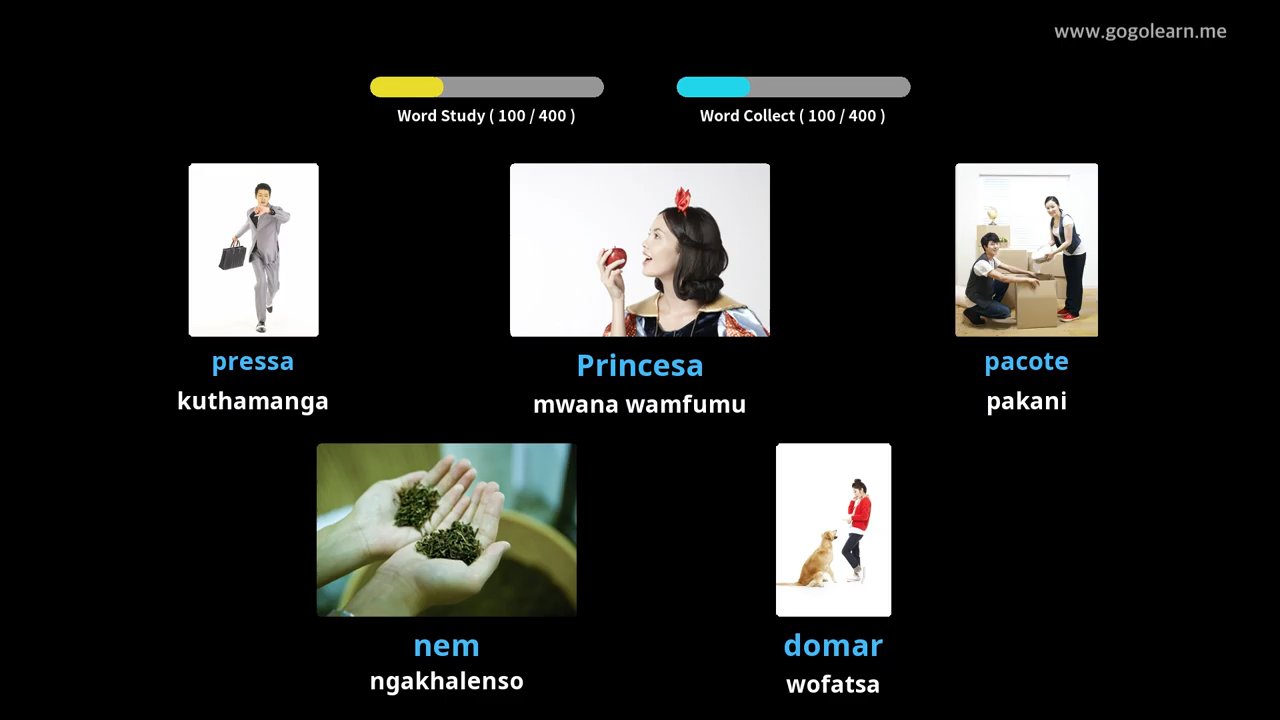 www.gogolearn.me
Word Study ( 100 / 400 )
Word Collect ( 100 / 400 )
pressa
kuthamanga
Princesa
mwana wamfumu
pacote
pakani
nem
ngakhalenso
domar
wofatsa